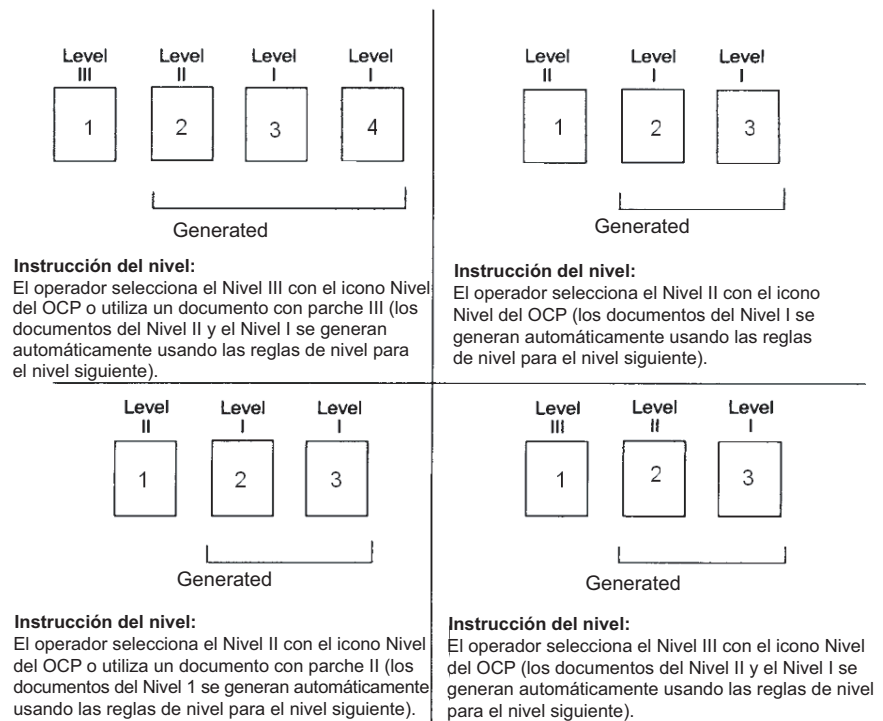 Level Level Level Level
III II I I
1 2 3 4
Generated
Instrucción del nivel:
El operador selecciona el Nivel III con el icono Nivel
del OCP o utiliza un documento con parche III (los
documentos del Nivel II y el Nivel I se generan
automáticamente usando las reglas de nivel para
el nivel siguiente).
Level Level Level
II I I
1 2 3
Generated
Instrucción del nivel:
El operador selecciona el Nivel II con el icono
Nivel del OCP (los documentos del Nivel I se
generan automáticamente usando las reglas
de nivel para el nivel siguiente).
Level Level Level
II I I
1 2 3
Generated
Instrucción del nivel:
El operador selecciona el Nivel II con el icono Nivel
del OCP o utiliza un documento con parche II (los
documentos del Nivel 1 se generan automáticamente
usando las reglas de nivel para el nivel siguiente).
Level Level Level
III II I
1 2 3
Generated
Instrucción del nivel:
El operador selecciona el Nivel III con el icono Nivel
del OCP (los documentos del Nivel II y el Nivel I se
generan automáticamente usando las reglas de nivel
para el nivel siguiente).